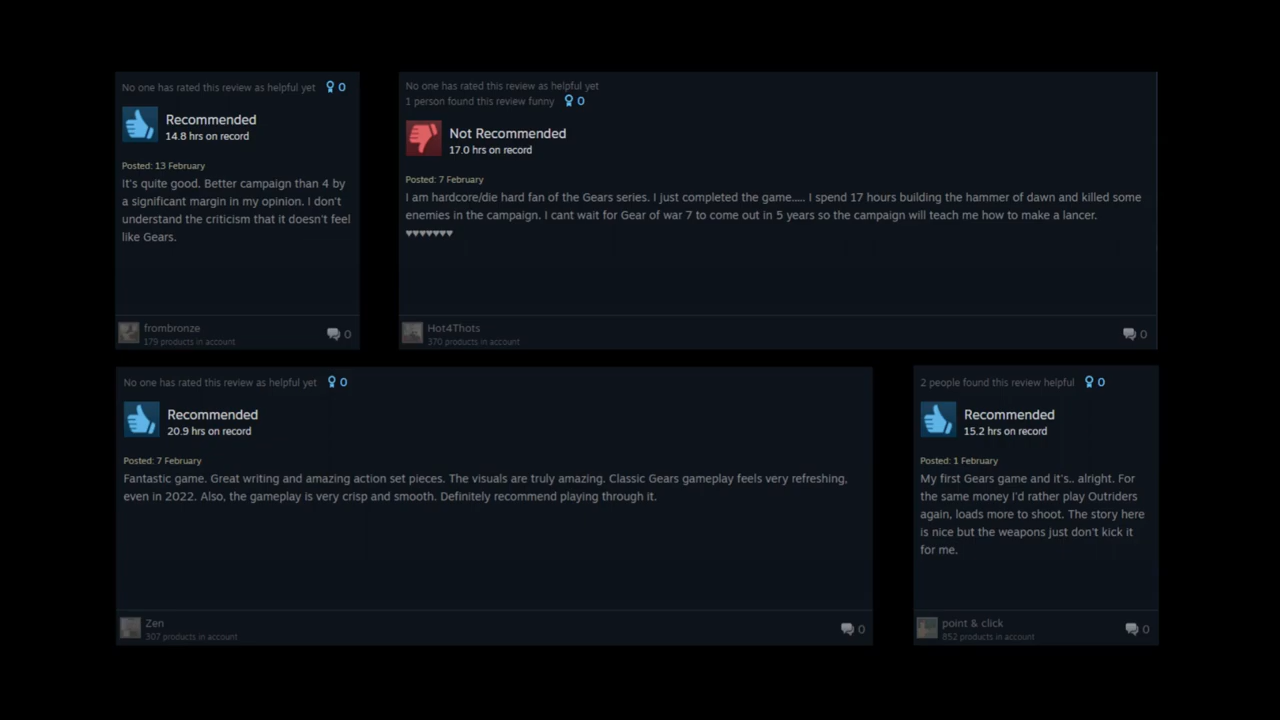 No one has rated this review as helpful yet 0
Recommended
14.8 hrs on record
Posted: 13 February
It's quite good. Better campaign than 4 by
a significant margin in my opinion. I don't
understand the criticism that it doesn't feel
like Gears.
frombronze
179 products in account
0
No one has rated this review as helpful yet
1 person found this review funny 0
Not Recommended
17.0 hrs on record
Posted: 7 February
I am hardcore/die hard fan of the Gears series. I just completed the game..... I spend 17 hours building the hammer of dawn and killed some
enemies in the campaign. I cant wait for Gear of war 7 to come out in 5 years so the campaign will teach me how to make a lancer.
♥♥♥♥♥♥♥
Hot4Thots
370 products in account
0
No one has rated this review as helpful yet 0
Recommended
20.9 hrs on record
Posted: 7 February
Fantastic game. Great writing and amazing action set pieces. The visuals are truly amazing. Classic Gears gameplay feels very refreshing,
even in 2022. Also, the gameplay is very crisp and smooth. Definitely recommend playing through it.
Zen
307 products in account
0
2 people found this review helpful 0
Recommended
15.2 hrs on record
Posted: 1 February
My first Gears game and it's.. alright. For
the same money I'd rather play Outriders
again, loads more to shoot. The story here
is nice but the weapons just don't kick it
for me.
point & click
852 products in account
0